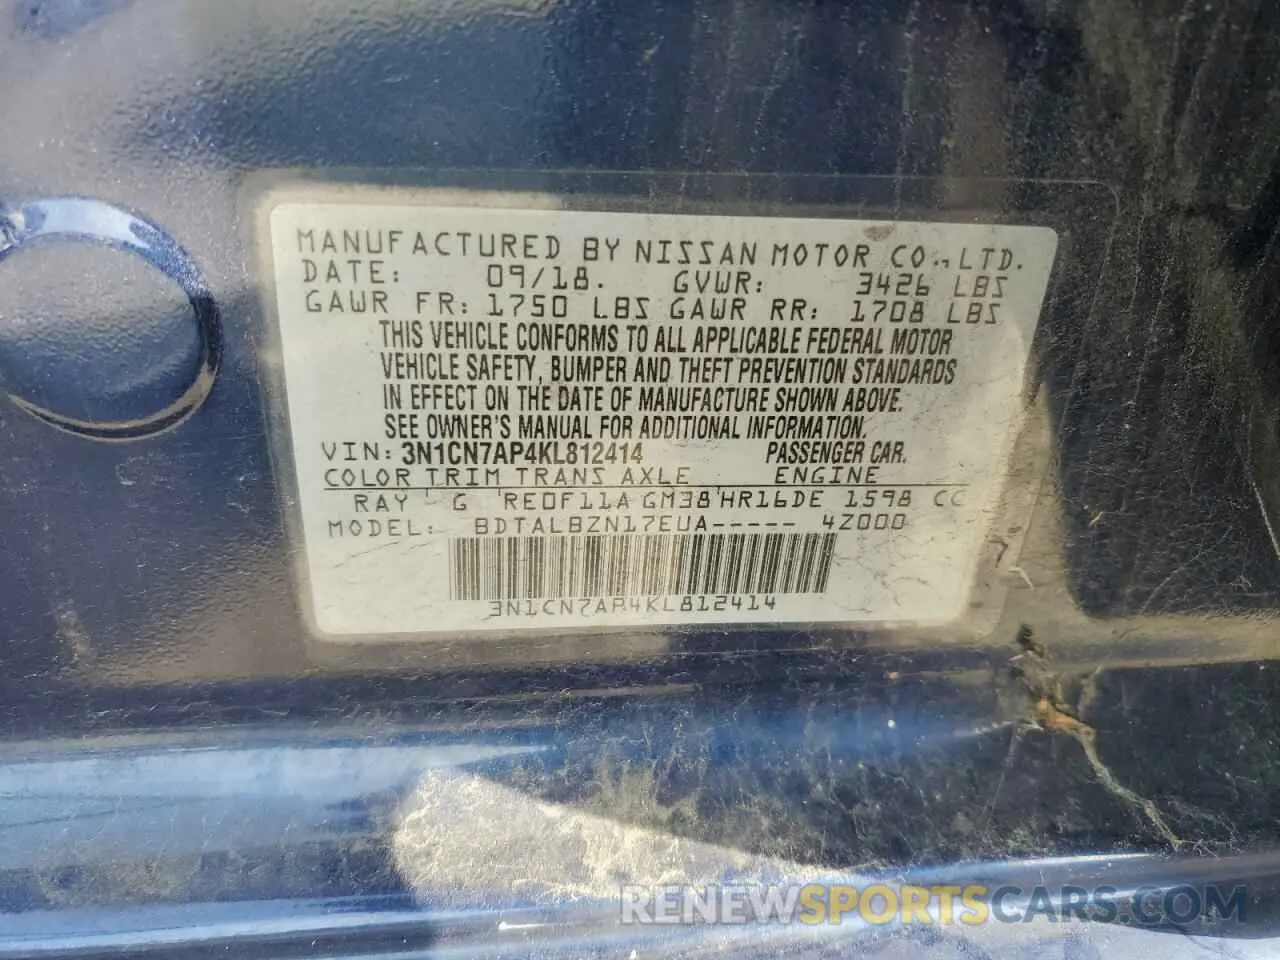 MANUFACTURED BY NISSAN MOTOR CO., LTD.
DATE: 09/18. GVWR: 3426 LBS
GAWR FR: 1750 LBS GAWR RR: 1708 LBS
THIS VEHICLE CONFORMS TO ALL APPLICABLE FEDERAL MOTOR
VEHICLE SAFETY, BUMPER AND THEFT PREVENTION STANDARDS
IN EFFECT ON THE DATE OF MANUFACTURE SHOWN ABOVE.
SEE OWNER'S MANUAL FOR ADDITIONAL INFORMATION.
VIN: 3N1CN7AP4KL812414 PASSENGER CAR.
COLOR TRIM TRANS AXLE ENGINE
RAY G RE0F11A GM38 HR16DE 1598 CC
MODEL: BDTALBZN17EUA----- 4Z000
3N1CN7AP4KL812414
RENEWSPORTSCARS.COM